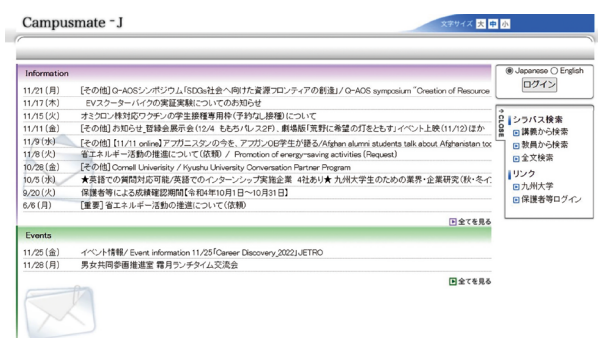 Campusmate-J
文字サイズ 大 中 小
Information
11/21(月) [その他]Q-AOSシンポジウム「SDGs社会へ向けた資源フロンティアの創造」/Q-AOS symposium "Creation of Resource
11/17(木) EVスクーターバイクの実証実験についてのお知らせ
11/15(火) オミクロン株対応ワクチンの学生接種専用枠(予約なし接種)について
11/11(金) [その他]お知らせ_哲縁会展示会(12/4 ももちパレス2F)、劇場版「荒野に希望の灯をともす」イベント上映(11/12)ほか
11/9(水) [その他]【11/11 online】アフガニスタンの今を、アフガンOB学生が語る/Afghan alumni students talk about Afghanistan toc
11/8(火) 省エネルギー活動の推進について(依頼) / Promotion of energy-saving activities (Request)
10/28(金) [その他]Cornell Univerisity / Kyushu University Conversation Partner Program
10/5(水) ★英語での質問対応可能/英語でのインターンシップ実施企業 4社あり★ 九州大学生のための業界・企業研究(秋・冬イン
9/20(火) 保護者等による成績確認期間【令和4年10月1日~10月31日】
6/6(月) [重要]省エネルギー活動の推進について(依頼)
全てを見る
Events
11/25(金) イベント情報/ Event information 11/25「Career Discovery_2022」JETRO
11/28(月) 男女共同参画推進室 霜月ランチタイム交流会
全てを見る
Japanese English
ログイン
CLOSE
シラバス検索
講義から検索
教員から検索
全文検索
リンク
九州大学
保護者等ログイン